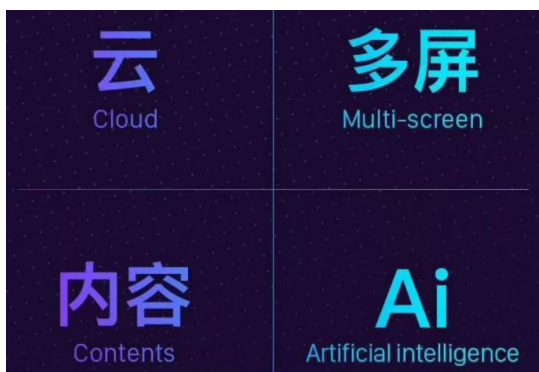 云
Cloud
多屏
Multi-screen
内容
Contents
Ai
Artificial intelligence